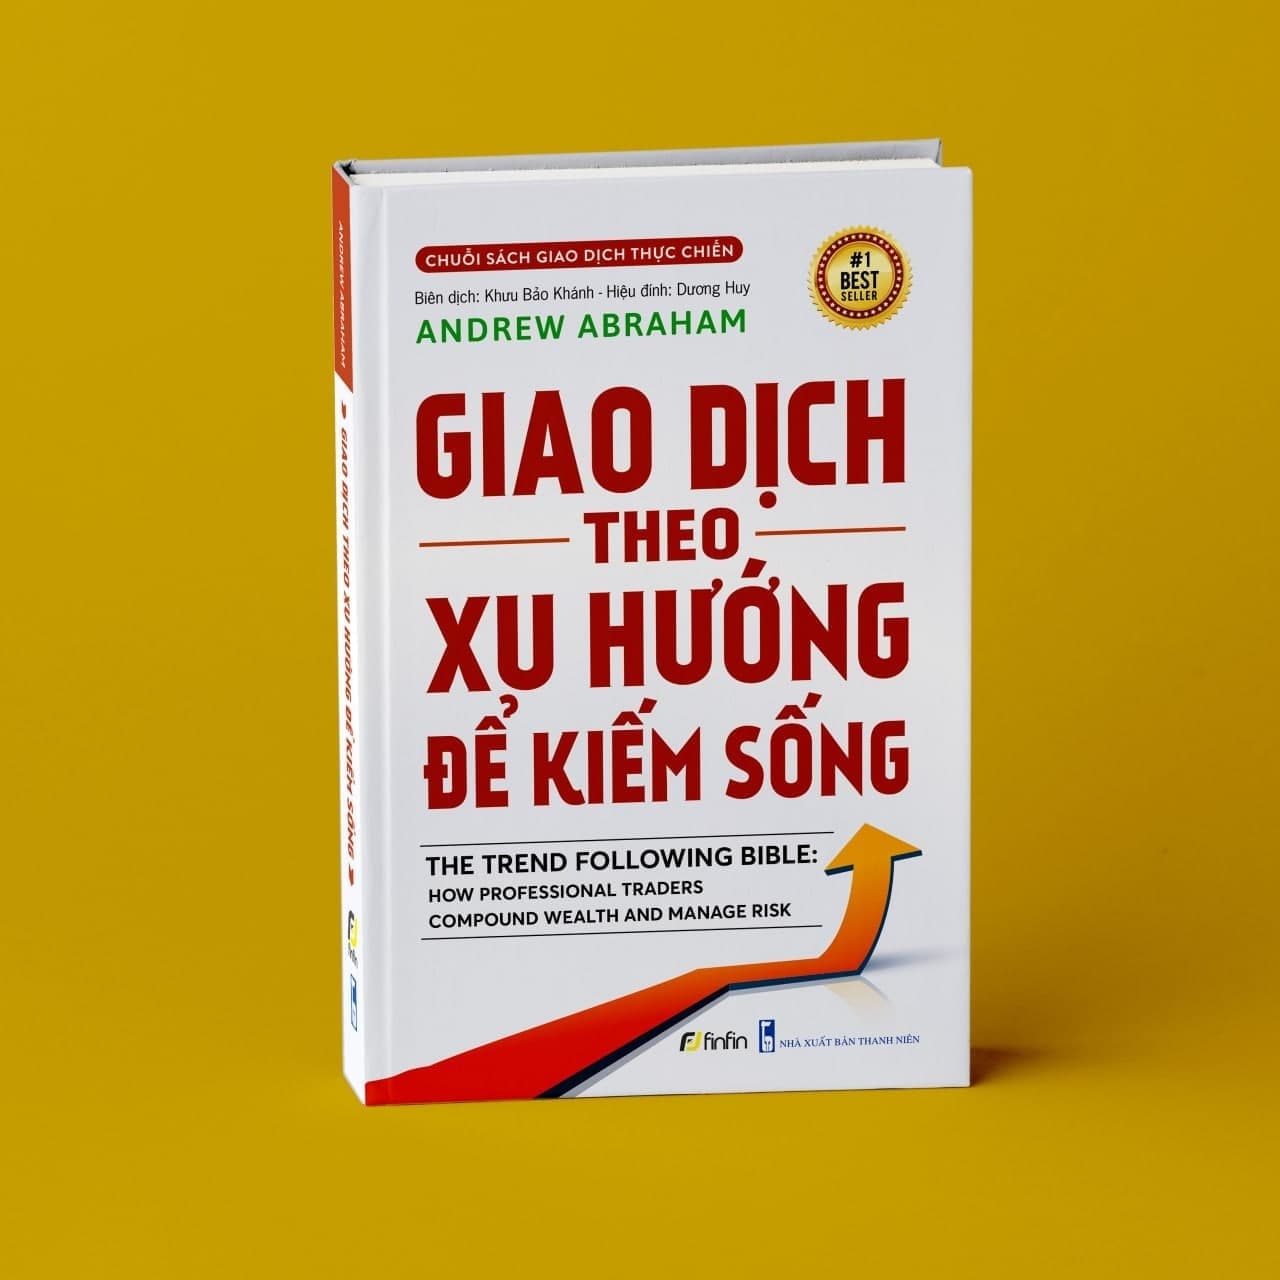 CHUỖI SÁCH GIAO DỊCH THỰC CHIẾN
Biên dịch: Khưu Bảo Khánh - Hiệu đính: Dương Huy
ANDREW ABRAHAM
#1
BEST
SELLER
GIAO DỊCH
THEO
XU HƯỚNG
ĐỂ KIẾM SỐNG
THE TREND FOLLOWING BIBLE:
HOW PROFESSIONAL TRADERS
COMPOUND WEALTH AND MANAGE RISK
finfin
NHÀ XUẤT BẢN THANH NIÊN
ANDREW ABRAHAM
GIAO DỊCH THEO XU HƯỚNG ĐỂ KIẾM SỐNG
finfin